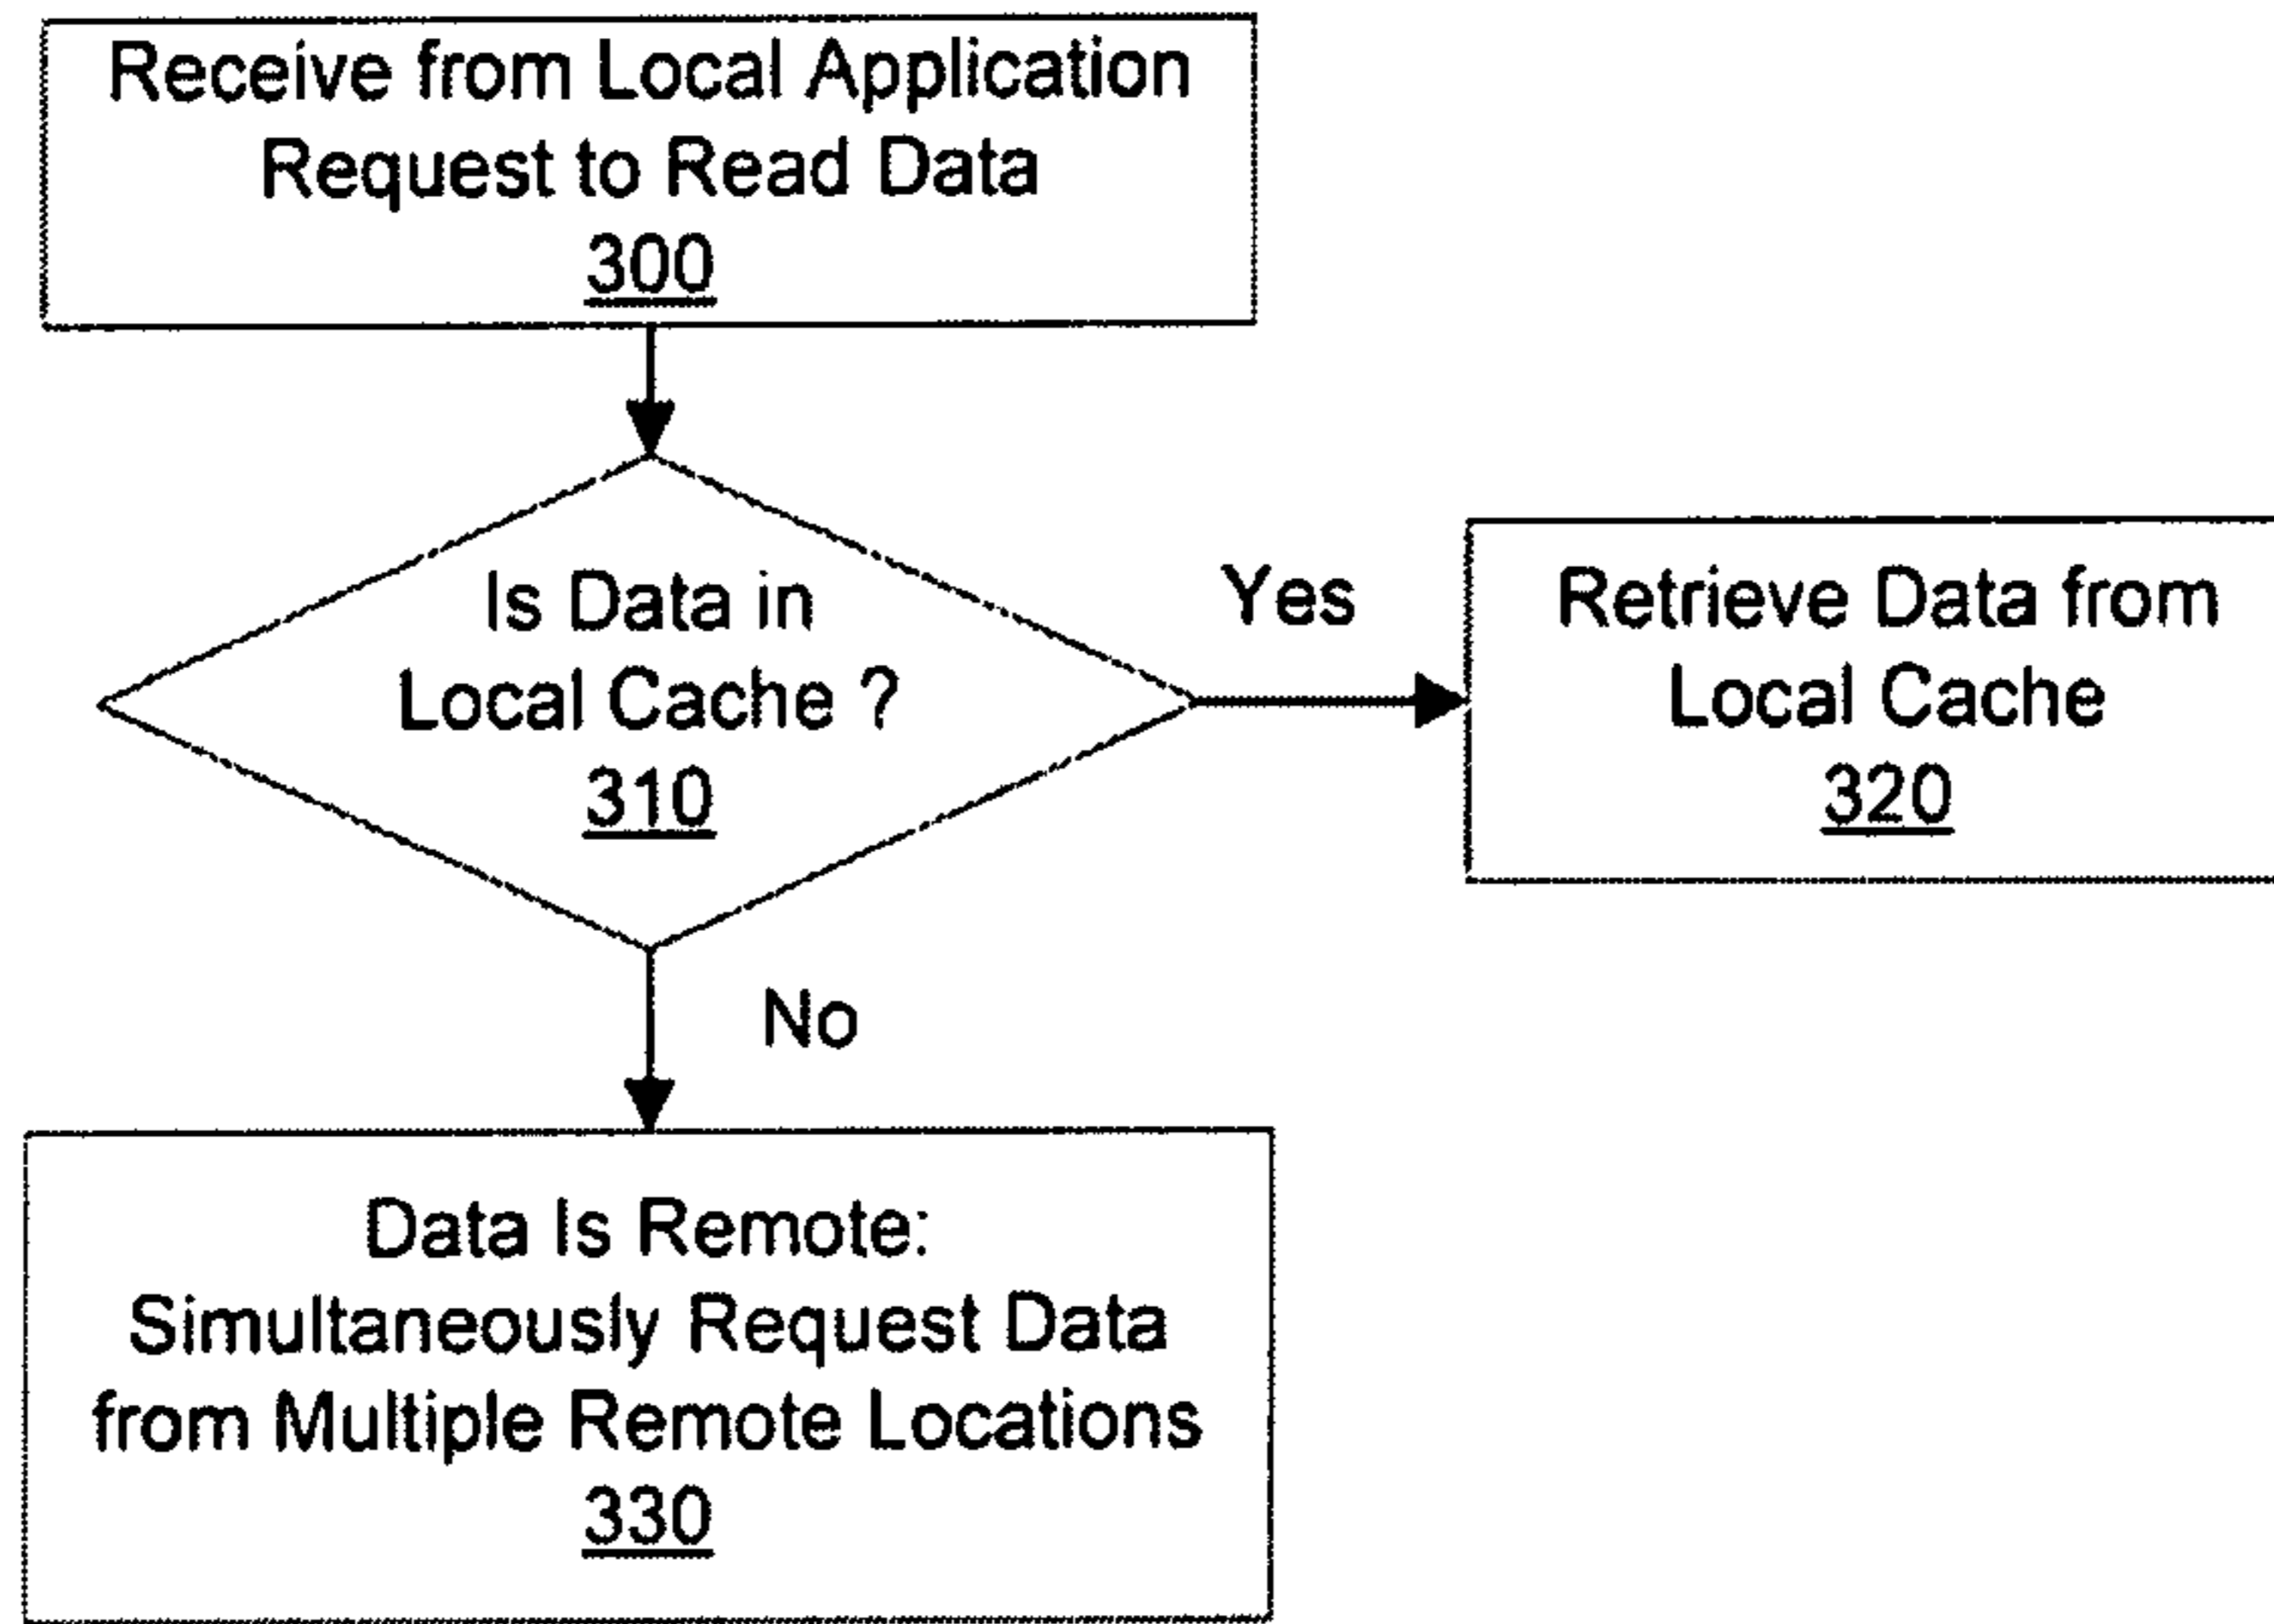 Receive from Local Application
Request to Read Data
300
Is Data in
Local Cache ?
310
Yes
Retrieve Data from
Local Cache
320
No
Data Is Remote:
Simultaneously Request Data
from Multiple Remote Locations
330